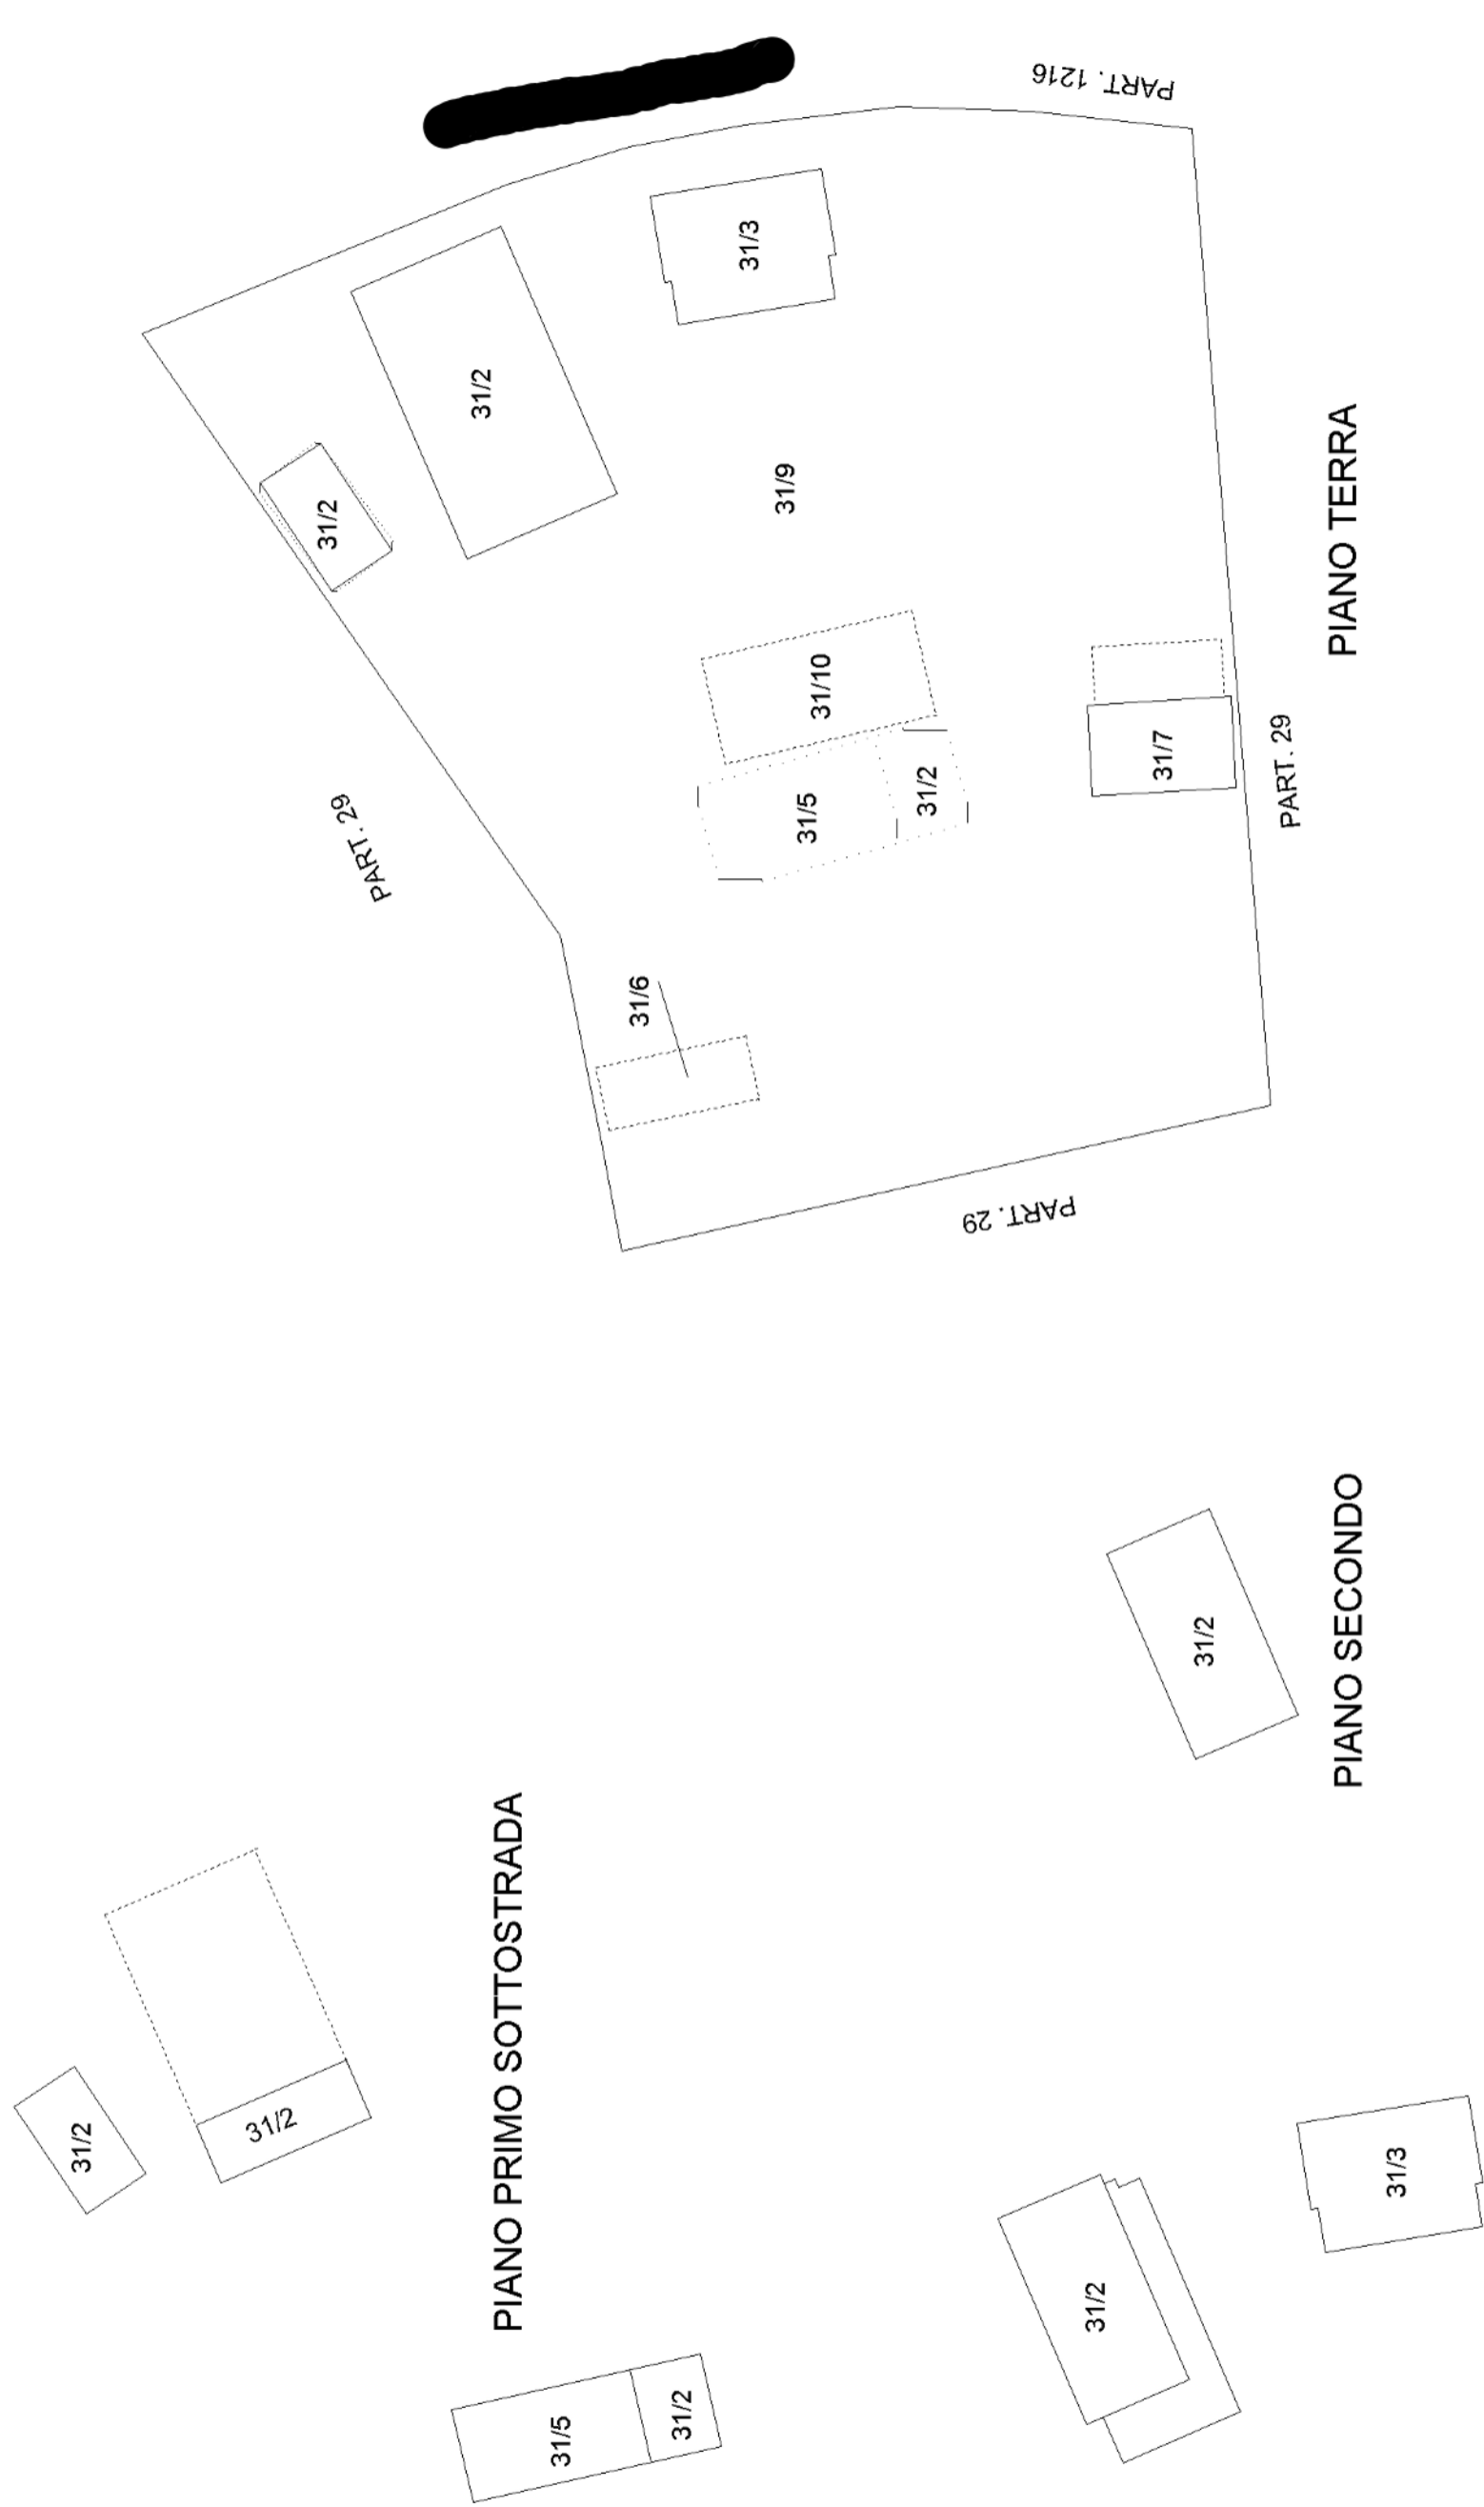 PART. 1216
31/3
31/2
31/2
31/9
PIANO TERRA
31/10
31/7
PART. 29
31/5
31/2
PART. 29
31/6
PART. 29
31/2
PIANO SECONDO
31/2
31/2
PIANO PRIMO SOTTOSTRADA
31/5
31/2
31/2
31/3